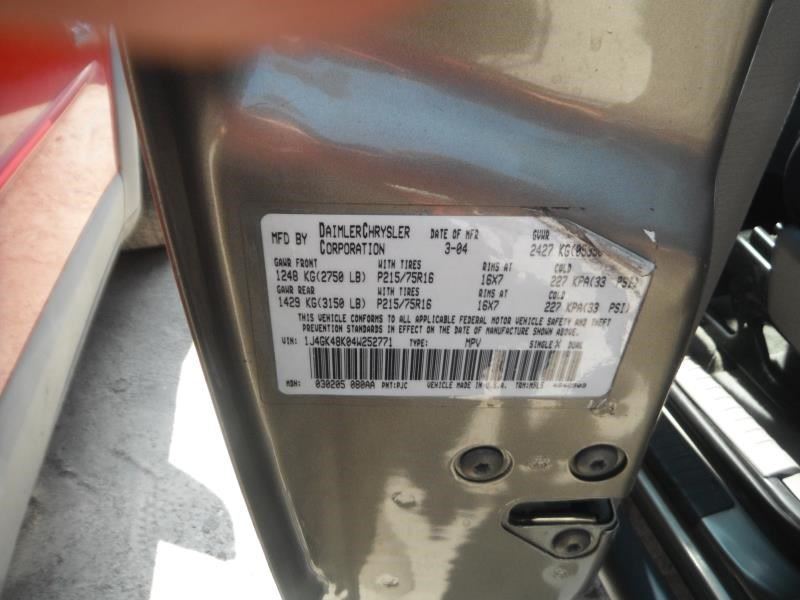 MFD BY DAIMLERCHRYSLER CORPORATION DATE OF MFR 3-04 GVWR 2427 KG(
GAWR FRONT WITH TIRES RIMS AT COLD
1248 KG(2750 LB) P215/75R16 16X7 227 KPA(33 PSI)
GAWR REAR WITH TIRES RIMS AT COLD
1429 KG(3150 LB) P215/75R16 16X7 227 KPA(33 PSI)
THIS VEHICLE CONFORMS TO ALL APPLICABLE FEDERAL MOTOR VEHICLE SAFETY AND THEFT
PREVENTION STANDARDS IN EFFECT ON THE DATE OF MANUFACTURE SHOWN ABOVE.
VIN: 1J4GK48K04W252771 TYPE: MPV SINGLE X DUAL
MDH: 030205 080AA PNT:PJC VEHICLE MADE IN U.S.A. TRM: